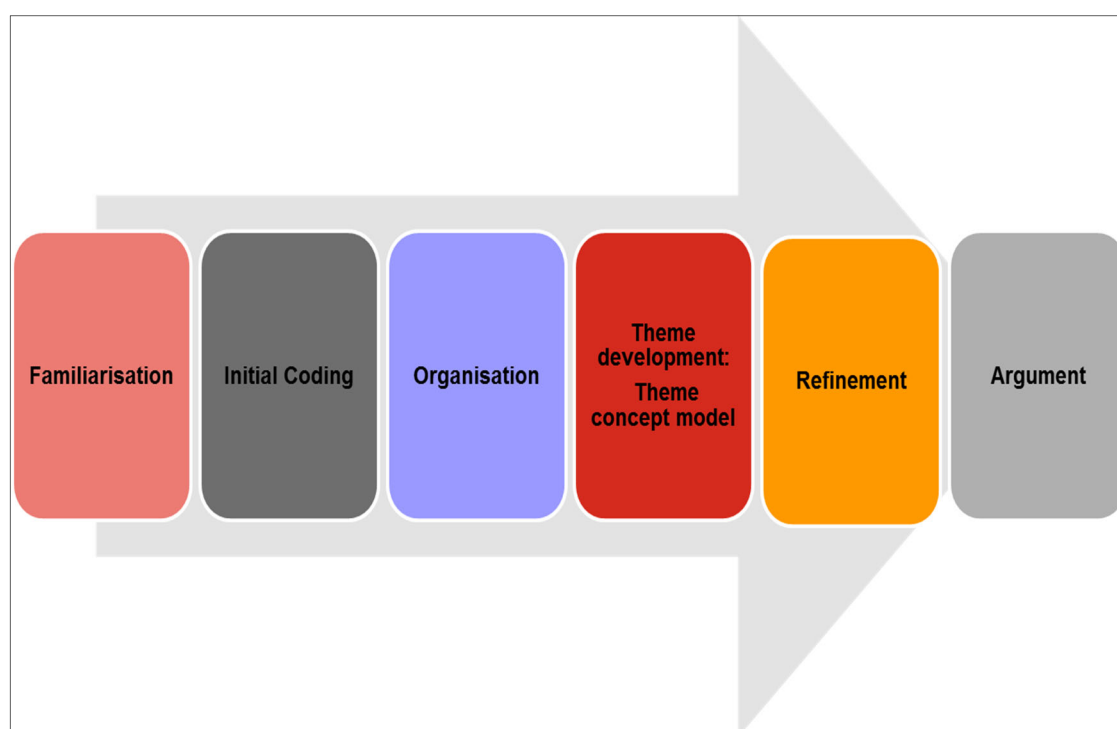 Familiarisation
Initial Coding
Organisation
Theme
development:
Theme
concept model
Refinement
Argument